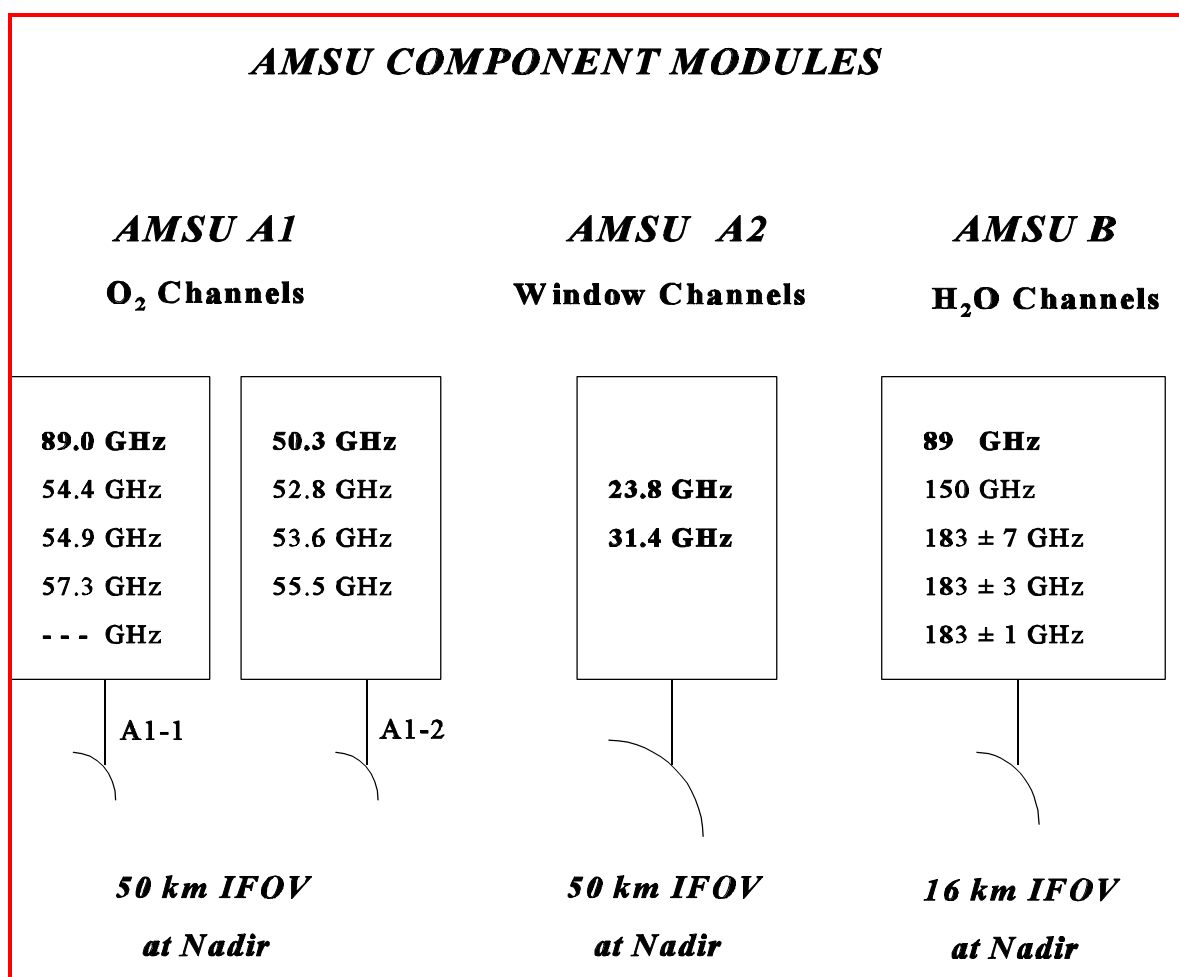 AMSU COMPONENT MODULES
AMSU A1
O₂ Channels
89.0 GHz
54.4 GHz
54.9 GHz
57.3 GHz
- - - GHz
A1-1
50.3 GHz
52.8 GHz
53.6 GHz
55.5 GHz
A1-2
50 km IFOV
at Nadir
AMSU A2
Window Channels
23.8 GHz
31.4 GHz
50 km IFOV
at Nadir
AMSU B
H₂O Channels
89 GHz
150 GHz
183 ± 7 GHz
183 ± 3 GHz
183 ± 1 GHz
16 km IFOV
at Nadir